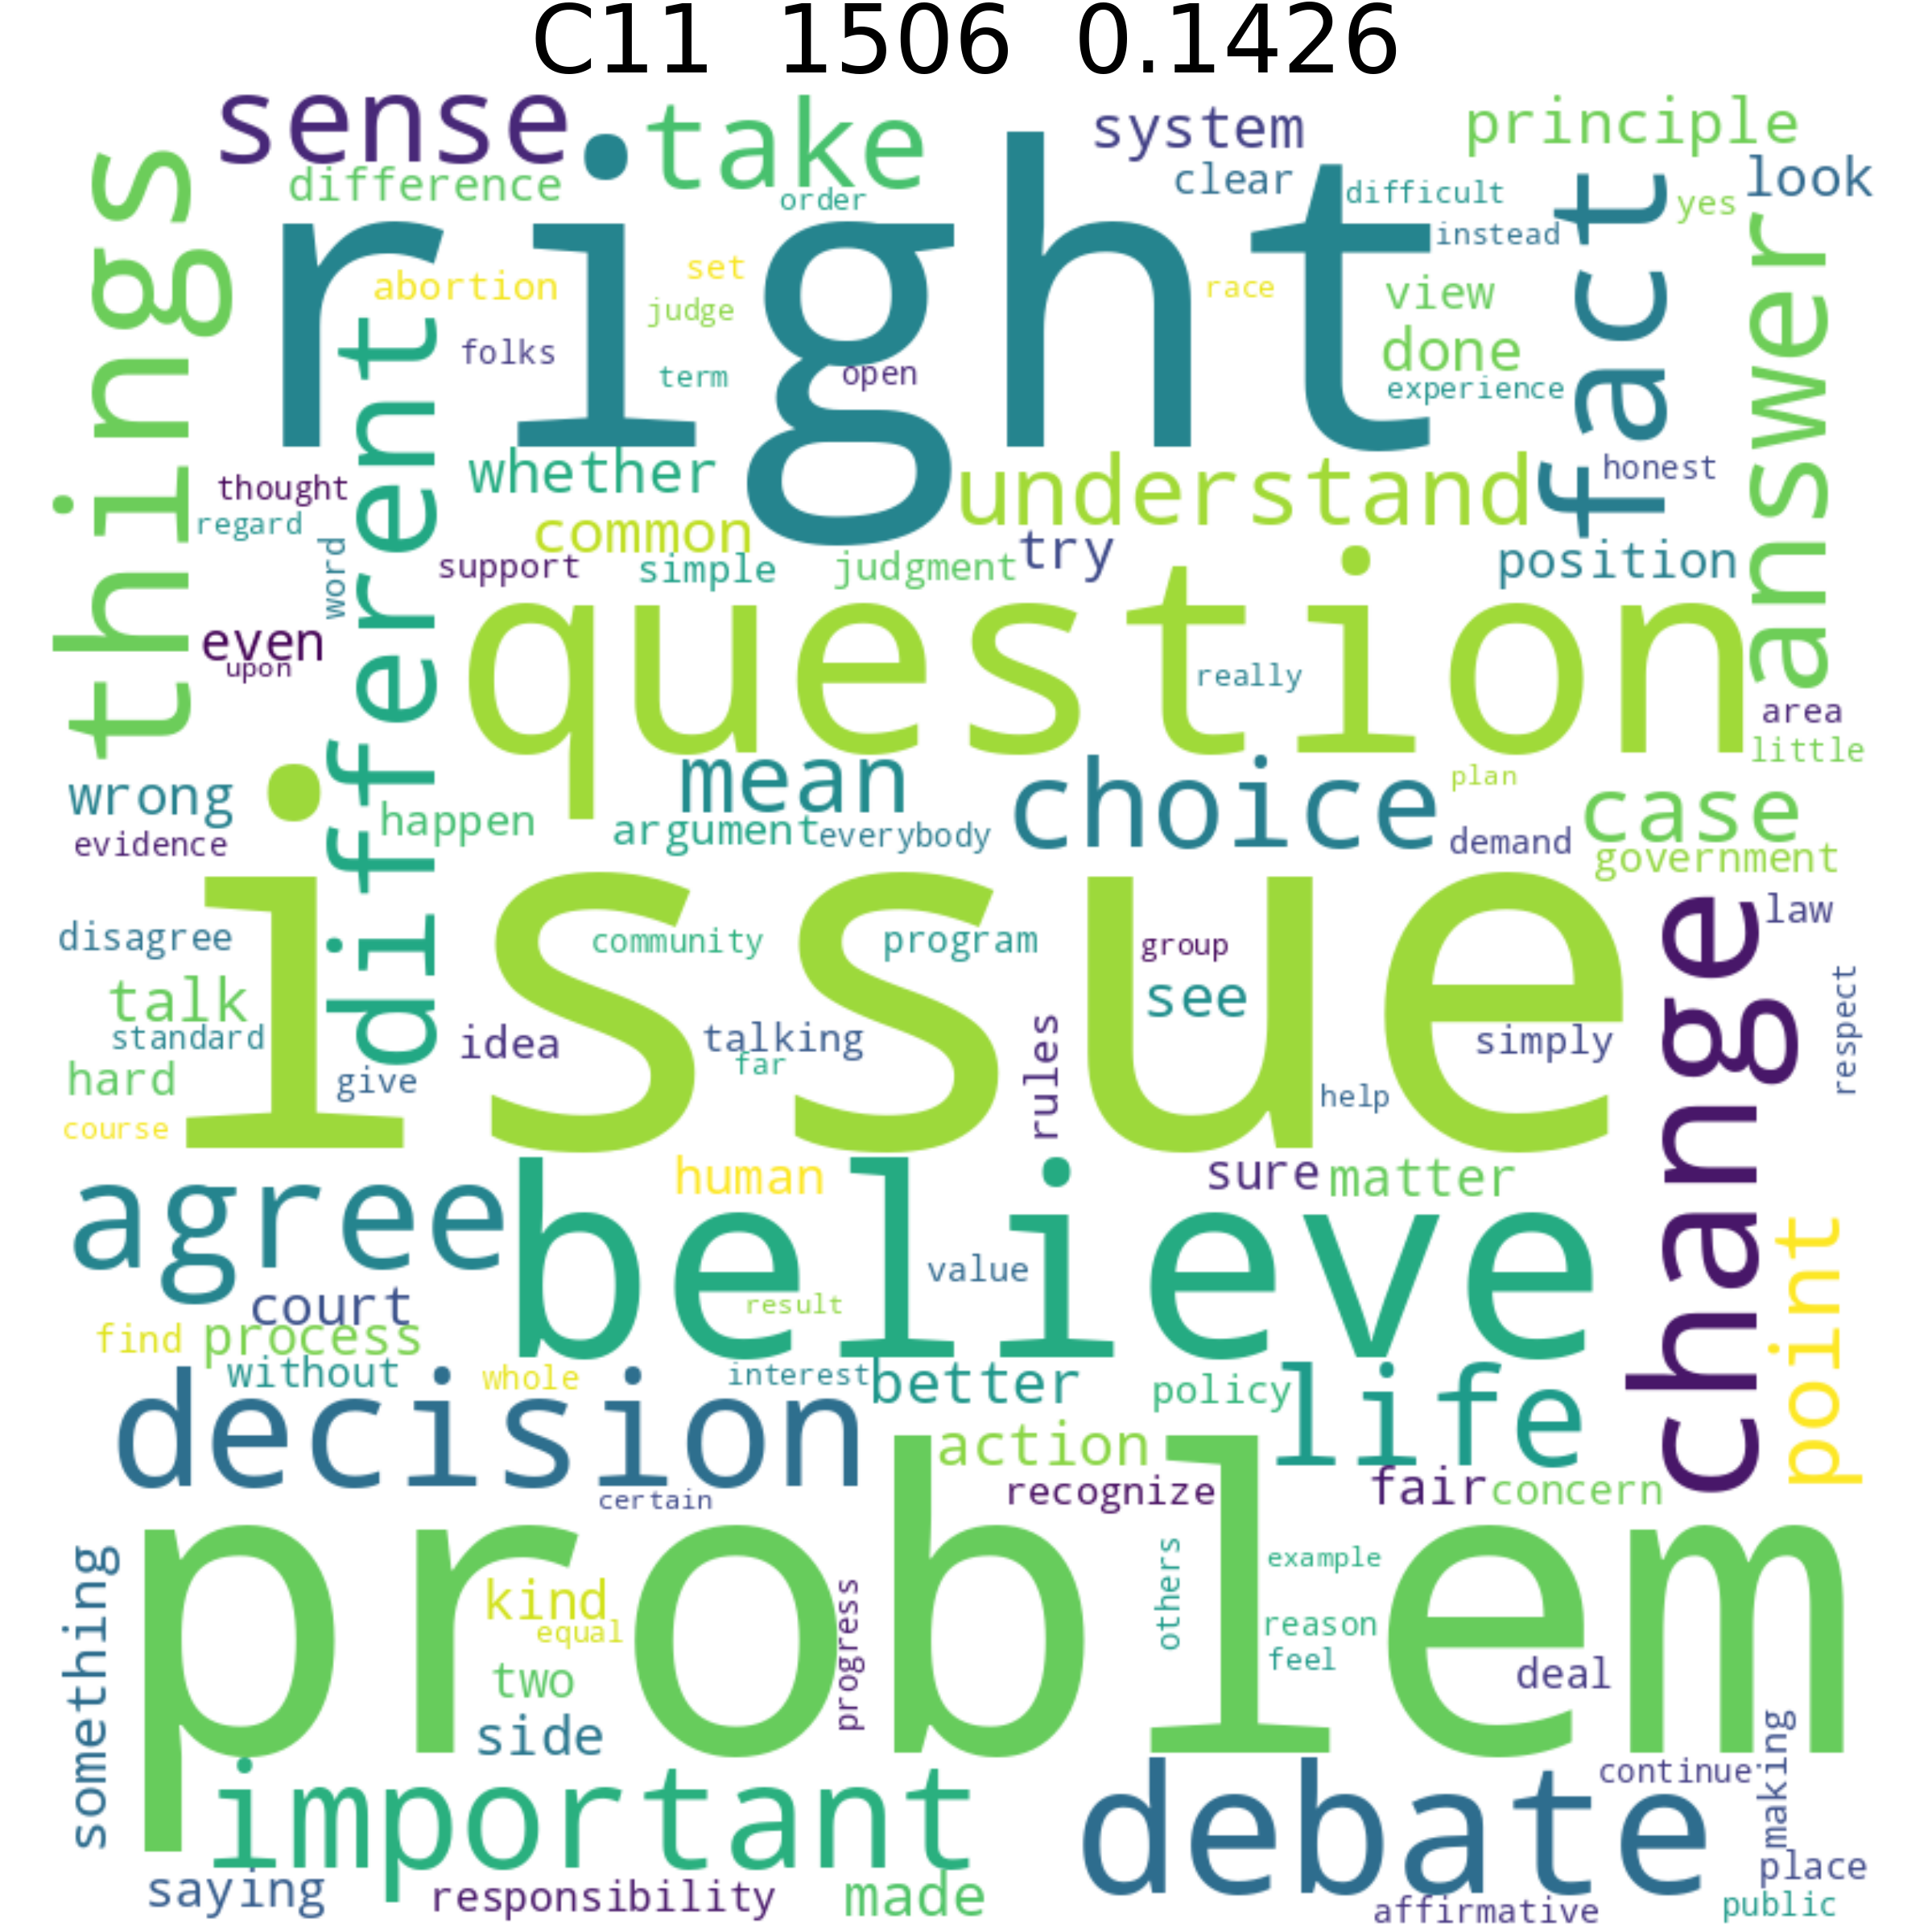 C11 1506 0.1426
sense take system principle
difference order clear difficult yes look
things right fact answer
instead
abortion set race view
judge
folks term open done
experience
different whether understand honest
thought
regard common try position
word support simple judgment
even question
upon really
area
little
wrong mean choice plan case
happen argument everybody demand government
evidence
issue change law
disagree community program group
talk see respect
standard idea talking rules simply
hard give far help
course
agree believe human sure matter
value point
court result
find process
without whole interest better policy life
decision action
certain recognize fair concern
problem
something kind others example
equal progress reason
two feel deal
side
important debate continue making
saying responsibility made place
affirmative public